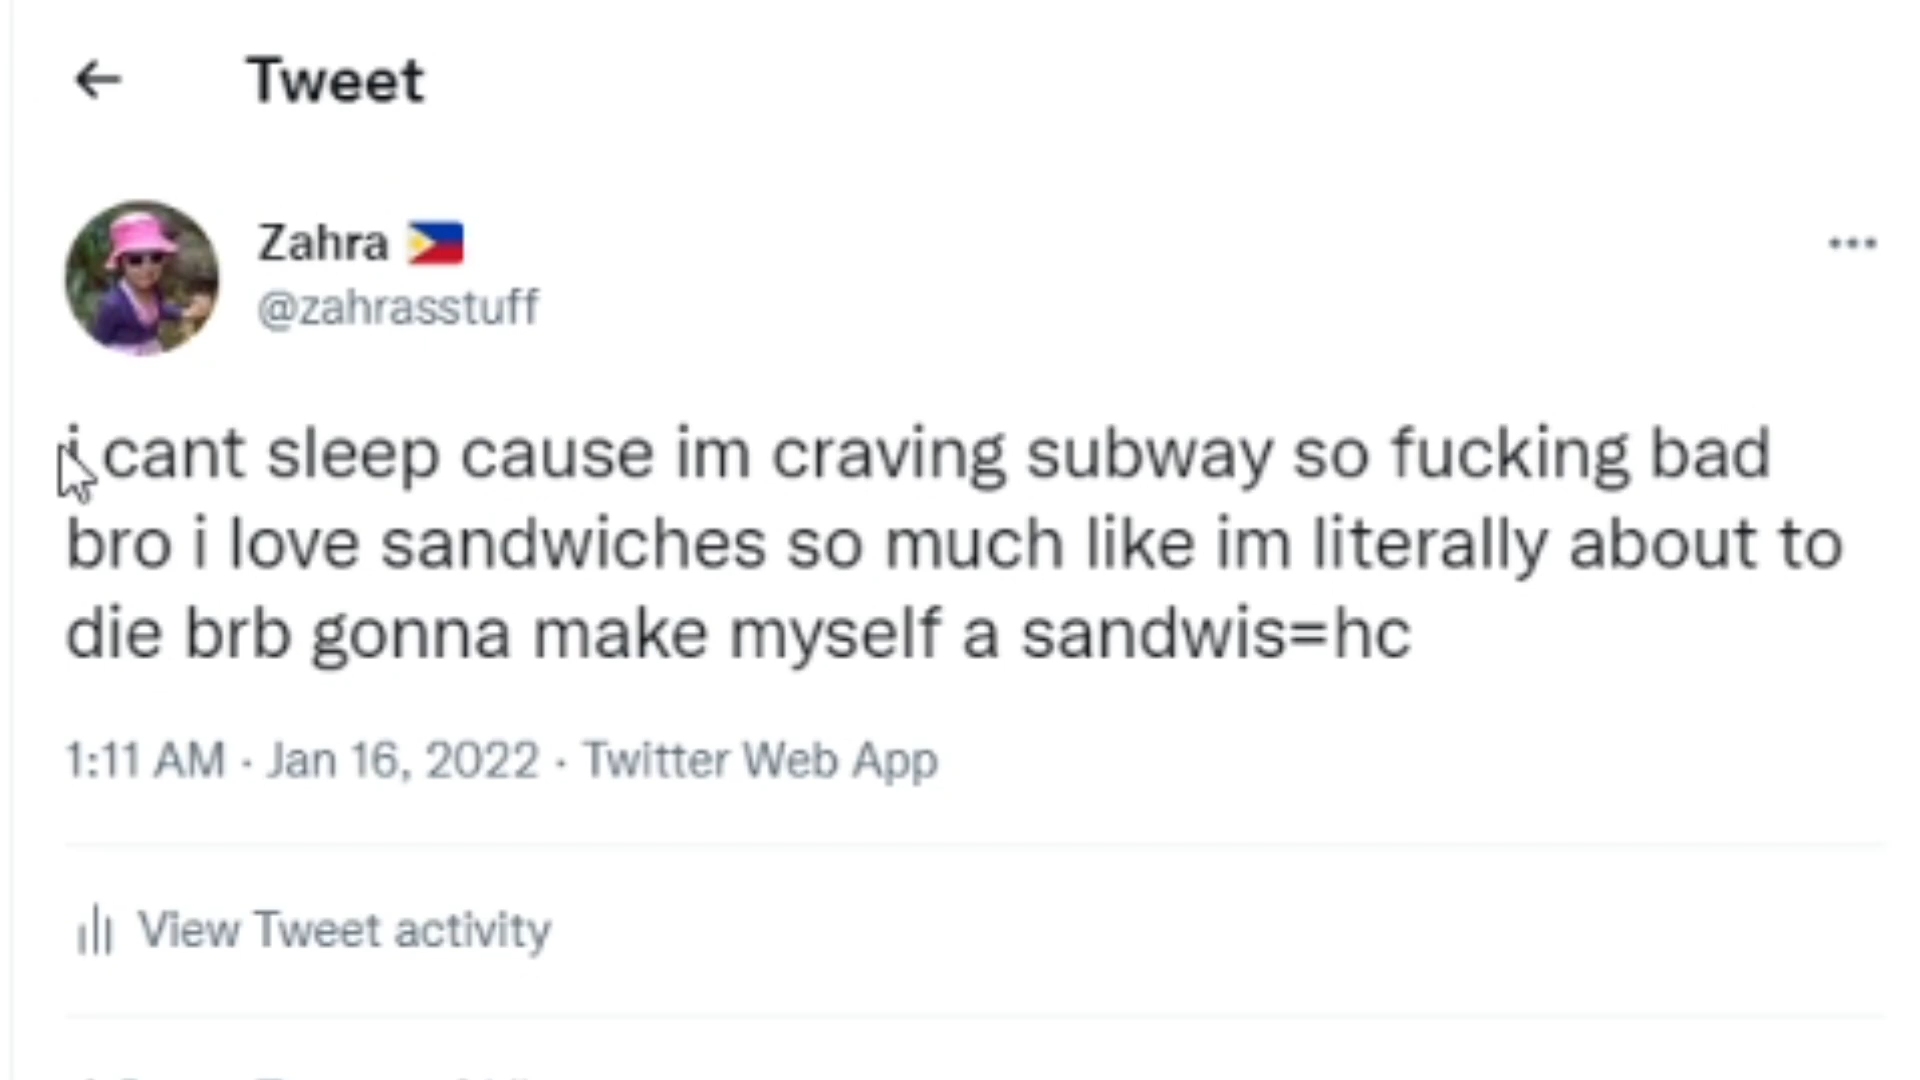 Tweet
Zahra 🇵🇭
@zahrasstuff
i cant sleep cause im craving subway so fucking bad
bro i love sandwiches so much like im literally about to
die brb gonna make myself a sandwis=hc
1:11 AM · Jan 16, 2022 · Twitter Web App
View Tweet activity